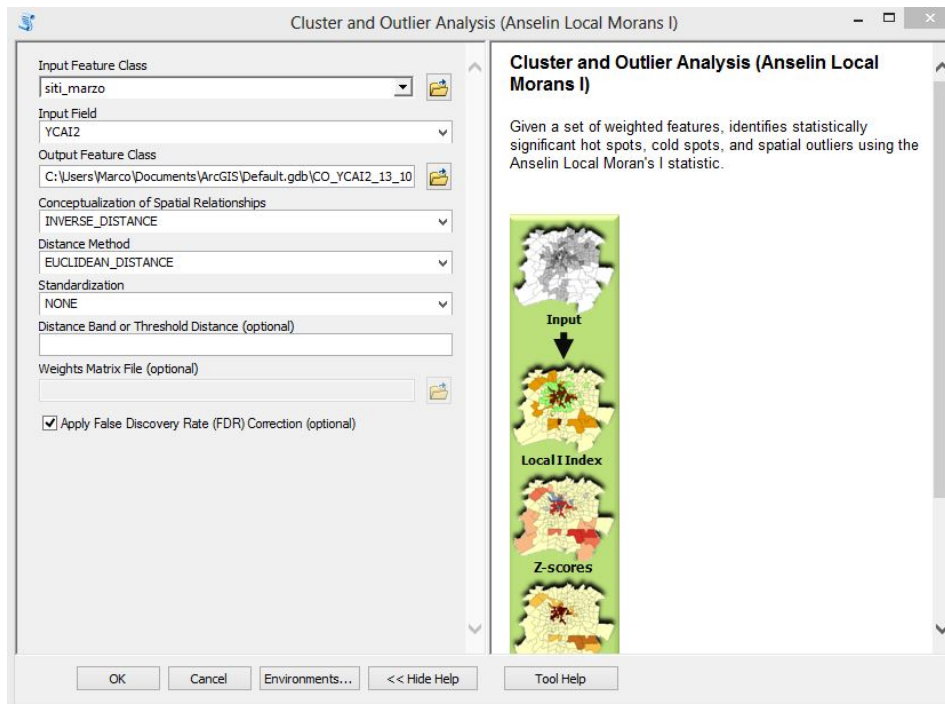 Cluster and Outlier Analysis (Anselin Local Morans I)
Input Feature Class
siti_marzo
Input Field
YCAI2
Output Feature Class
C:\Users\Marco\Documents\ArcGIS\Default.gdb\CO_YCAI2_13_10
Conceptualization of Spatial Relationships
INVERSE_DISTANCE
Distance Method
EUCLIDEAN_DISTANCE
Standardization
NONE
Distance Band or Threshold Distance (optional)
Weights Matrix File (optional)
Apply False Discovery Rate (FDR) Correction (optional)
Cluster and Outlier Analysis (Anselin Local
Morans I)
Given a set of weighted features, identifies statistically
significant hot spots, cold spots, and spatial outliers using the
Anselin Local Moran's I statistic.
Input
Local I Index
Z-scores
OK
Cancel
Environments...
<< Hide Help
Tool Help